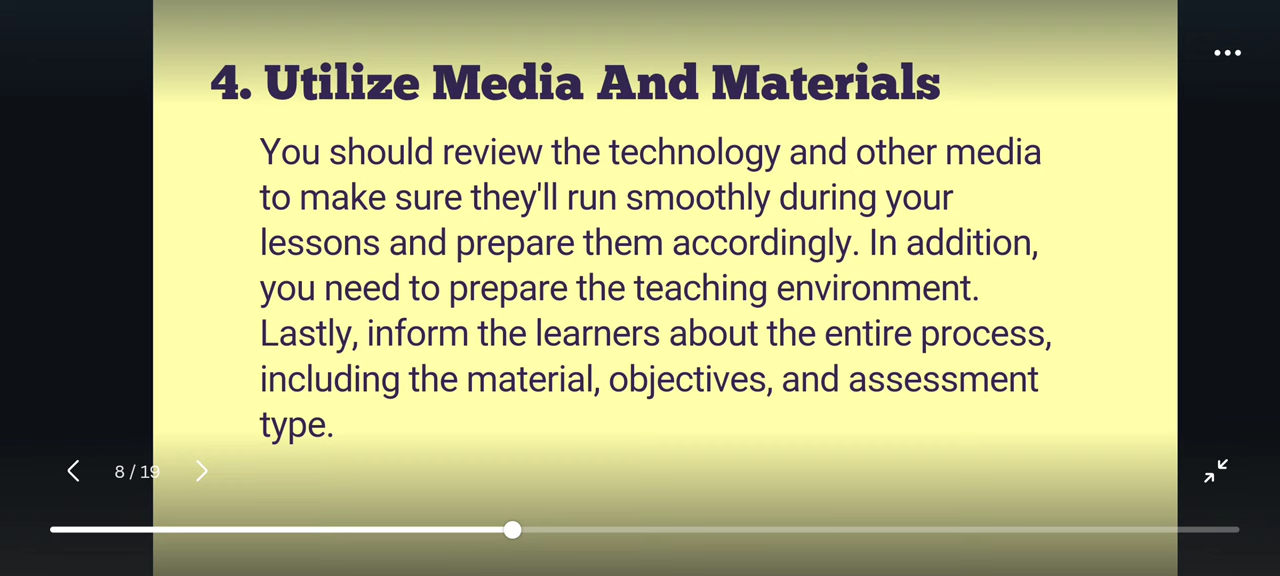 4. Utilize Media And Materials
You should review the technology and other media
to make sure they'll run smoothly during your
lessons and prepare them accordingly. In addition,
you need to prepare the teaching environment.
Lastly, inform the learners about the entire process,
including the material, objectives, and assessment
type.
8 / 19